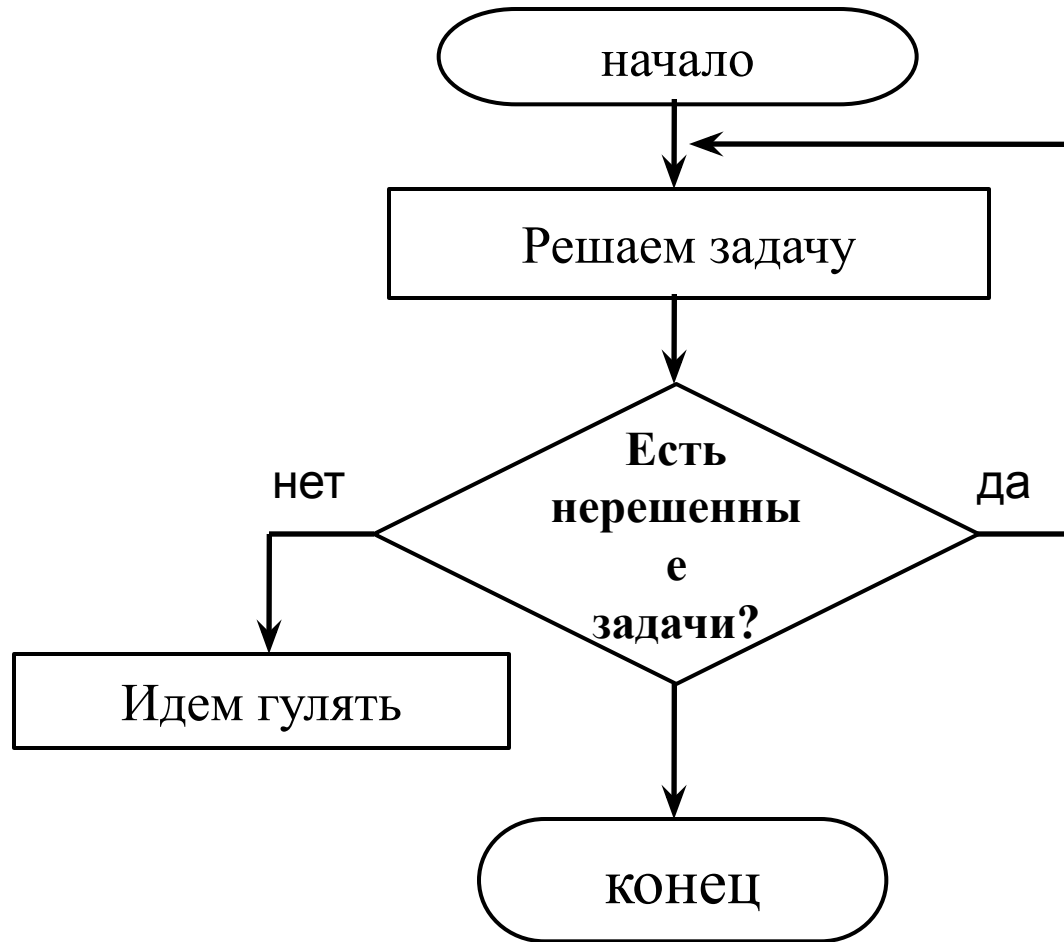 начало
Решаем задачу
Есть
нерешенны
е
задачи?
нет
да
Идем гулять
конец